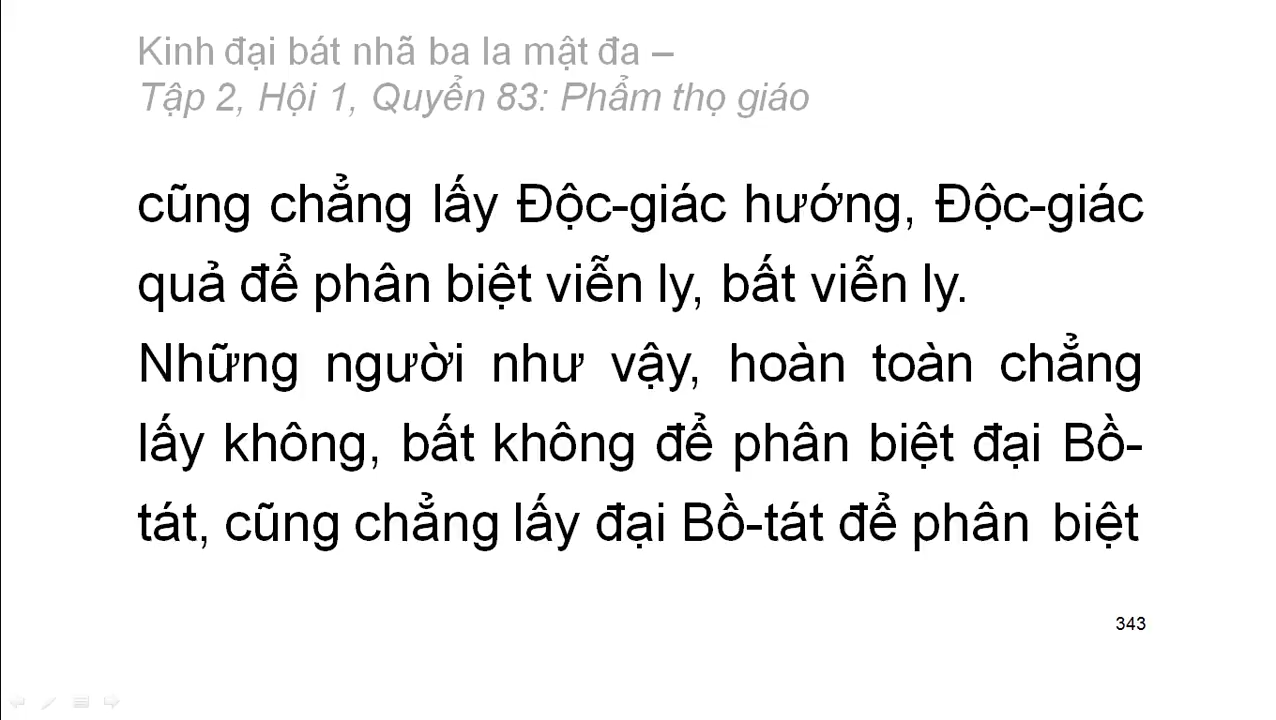 Kinh đại bát nhã ba la mật đa –
Tập 2, Hội 1, Quyển 83: Phẩm thọ giáo
cũng chẳng lấy Độc-giác hướng, Độc-giác
quả để phân biệt viễn ly, bất viễn ly.
Những người như vậy, hoàn toàn chẳng
lấy không, bất không để phân biệt đại Bồ-
tát, cũng chẳng lấy đại Bồ-tát để phân biệt
343